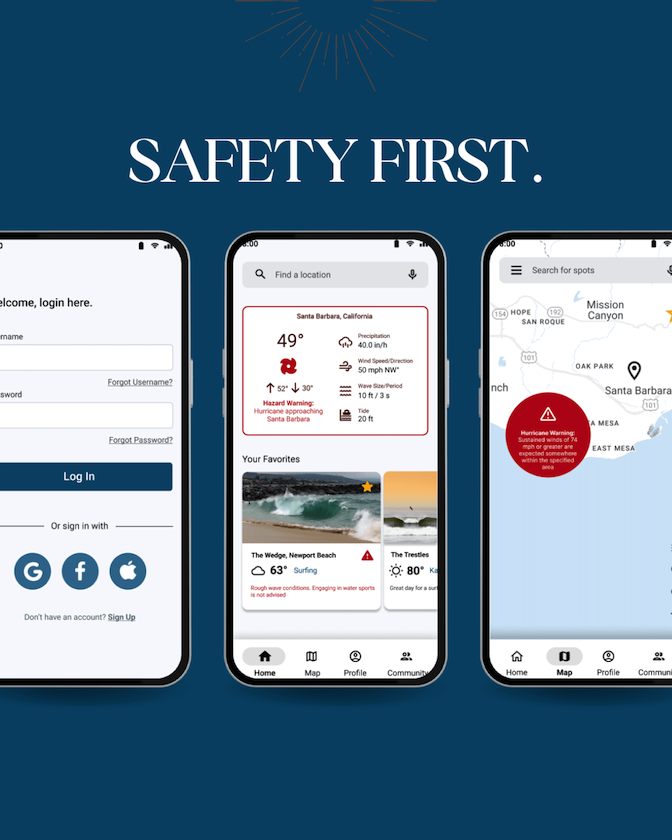 SAFETY FIRST.
elcome, login here.
rname
Forgot Username?
sword
Forgot Password?
Log In
Or sign in with
Don't have an account? Sign Up
6:00
Find a location
Santa Barbara, California
49°
52° 30°
Hazard Warning:
Hurricane approaching
Santa Barbara
Precipitation
40.0 in/h
Wind Speed/Direction
50 mph NW"
Wave Size/Period
10 ft / 3 s
Tide
20 ft
Your Favorites
The Wedge, Newport Beach
63° Surfing
Rough wave conditions. Engaging in water sports
is not advised
The Trestles
80° Ka
Great day for a surf
Home Map Profile Community
6:00
Search for spots
Mission
Canyon
154 HOPE 192
SAN ROQUE
101
OAK PARK
nch
Santa Barbara
101
A MESA
EAST MESA
Hurricane Warning:
Sustained winds of 74
mph or greater are
expected somewhere
within the specified
area
Home Map Profile Commun